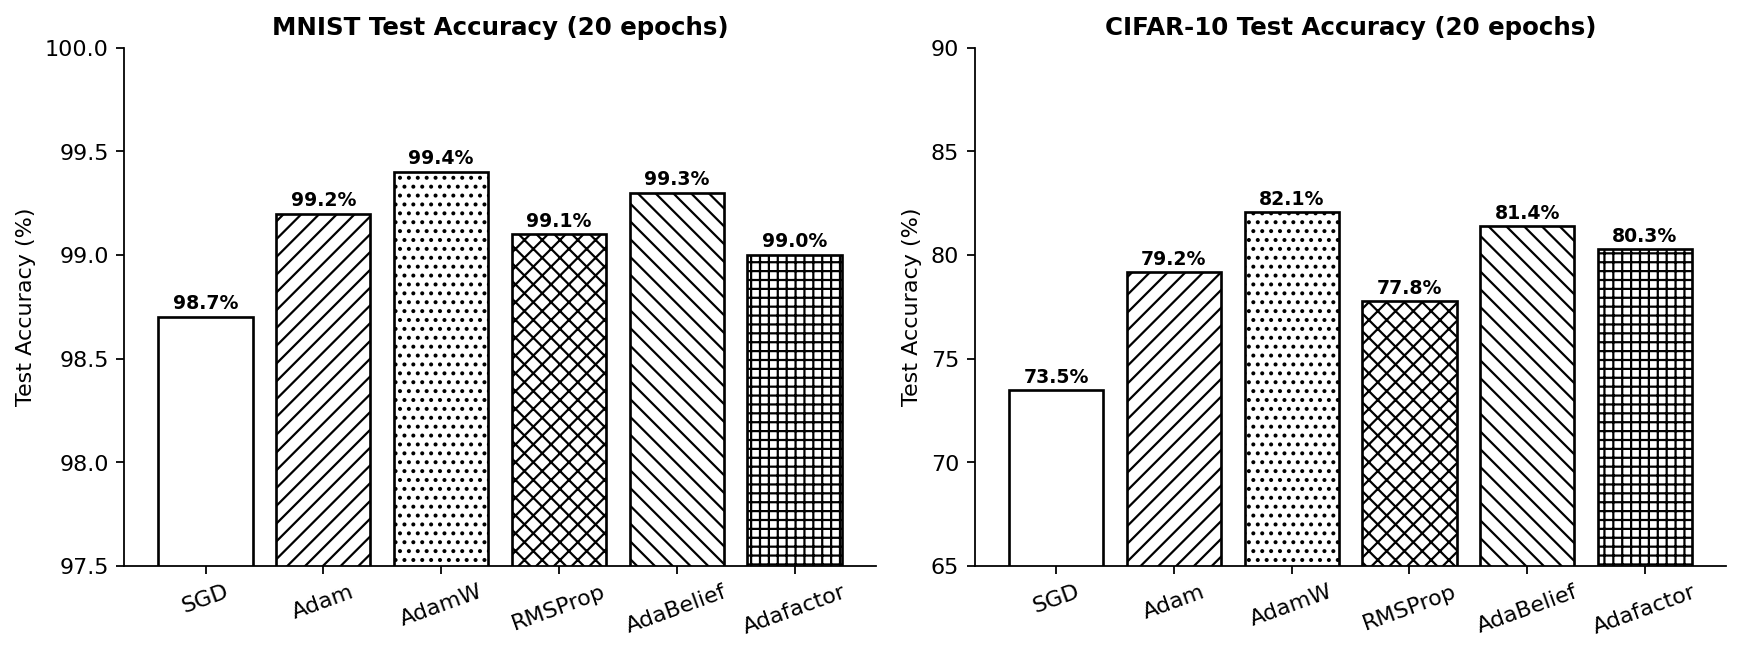 MNIST Test Accuracy (20 epochs)
Test Accuracy (%)
100.0
99.5
99.0
98.5
98.0
97.5
98.7%
99.2%
99.4%
99.1%
99.3%
99.0%
SGD
Adam
AdamW
RMSProp
AdaBelief
Adafactor
CIFAR-10 Test Accuracy (20 epochs)
Test Accuracy (%)
90
85
80
75
70
65
73.5%
79.2%
82.1%
77.8%
81.4%
80.3%
SGD
Adam
AdamW
RMSProp
AdaBelief
Adafactor